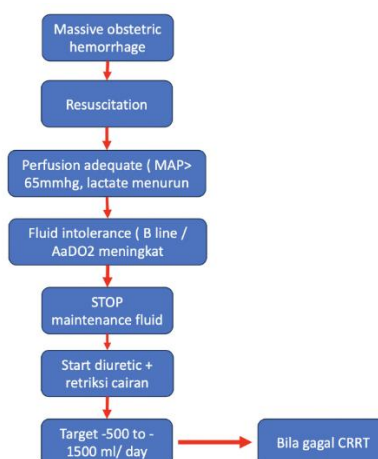 Massive obstetric
hemorrhage
Resuscitation
Perfusion adequate ( MAP>
65mmhg, lactate menurun
Fluid intolerance ( B line /
AaDO2 meningkat
STOP
maintenance fluid
Start diuretic +
retriksi cairan
Target -500 to -
1500 ml/ day
Bila gagal CRRT